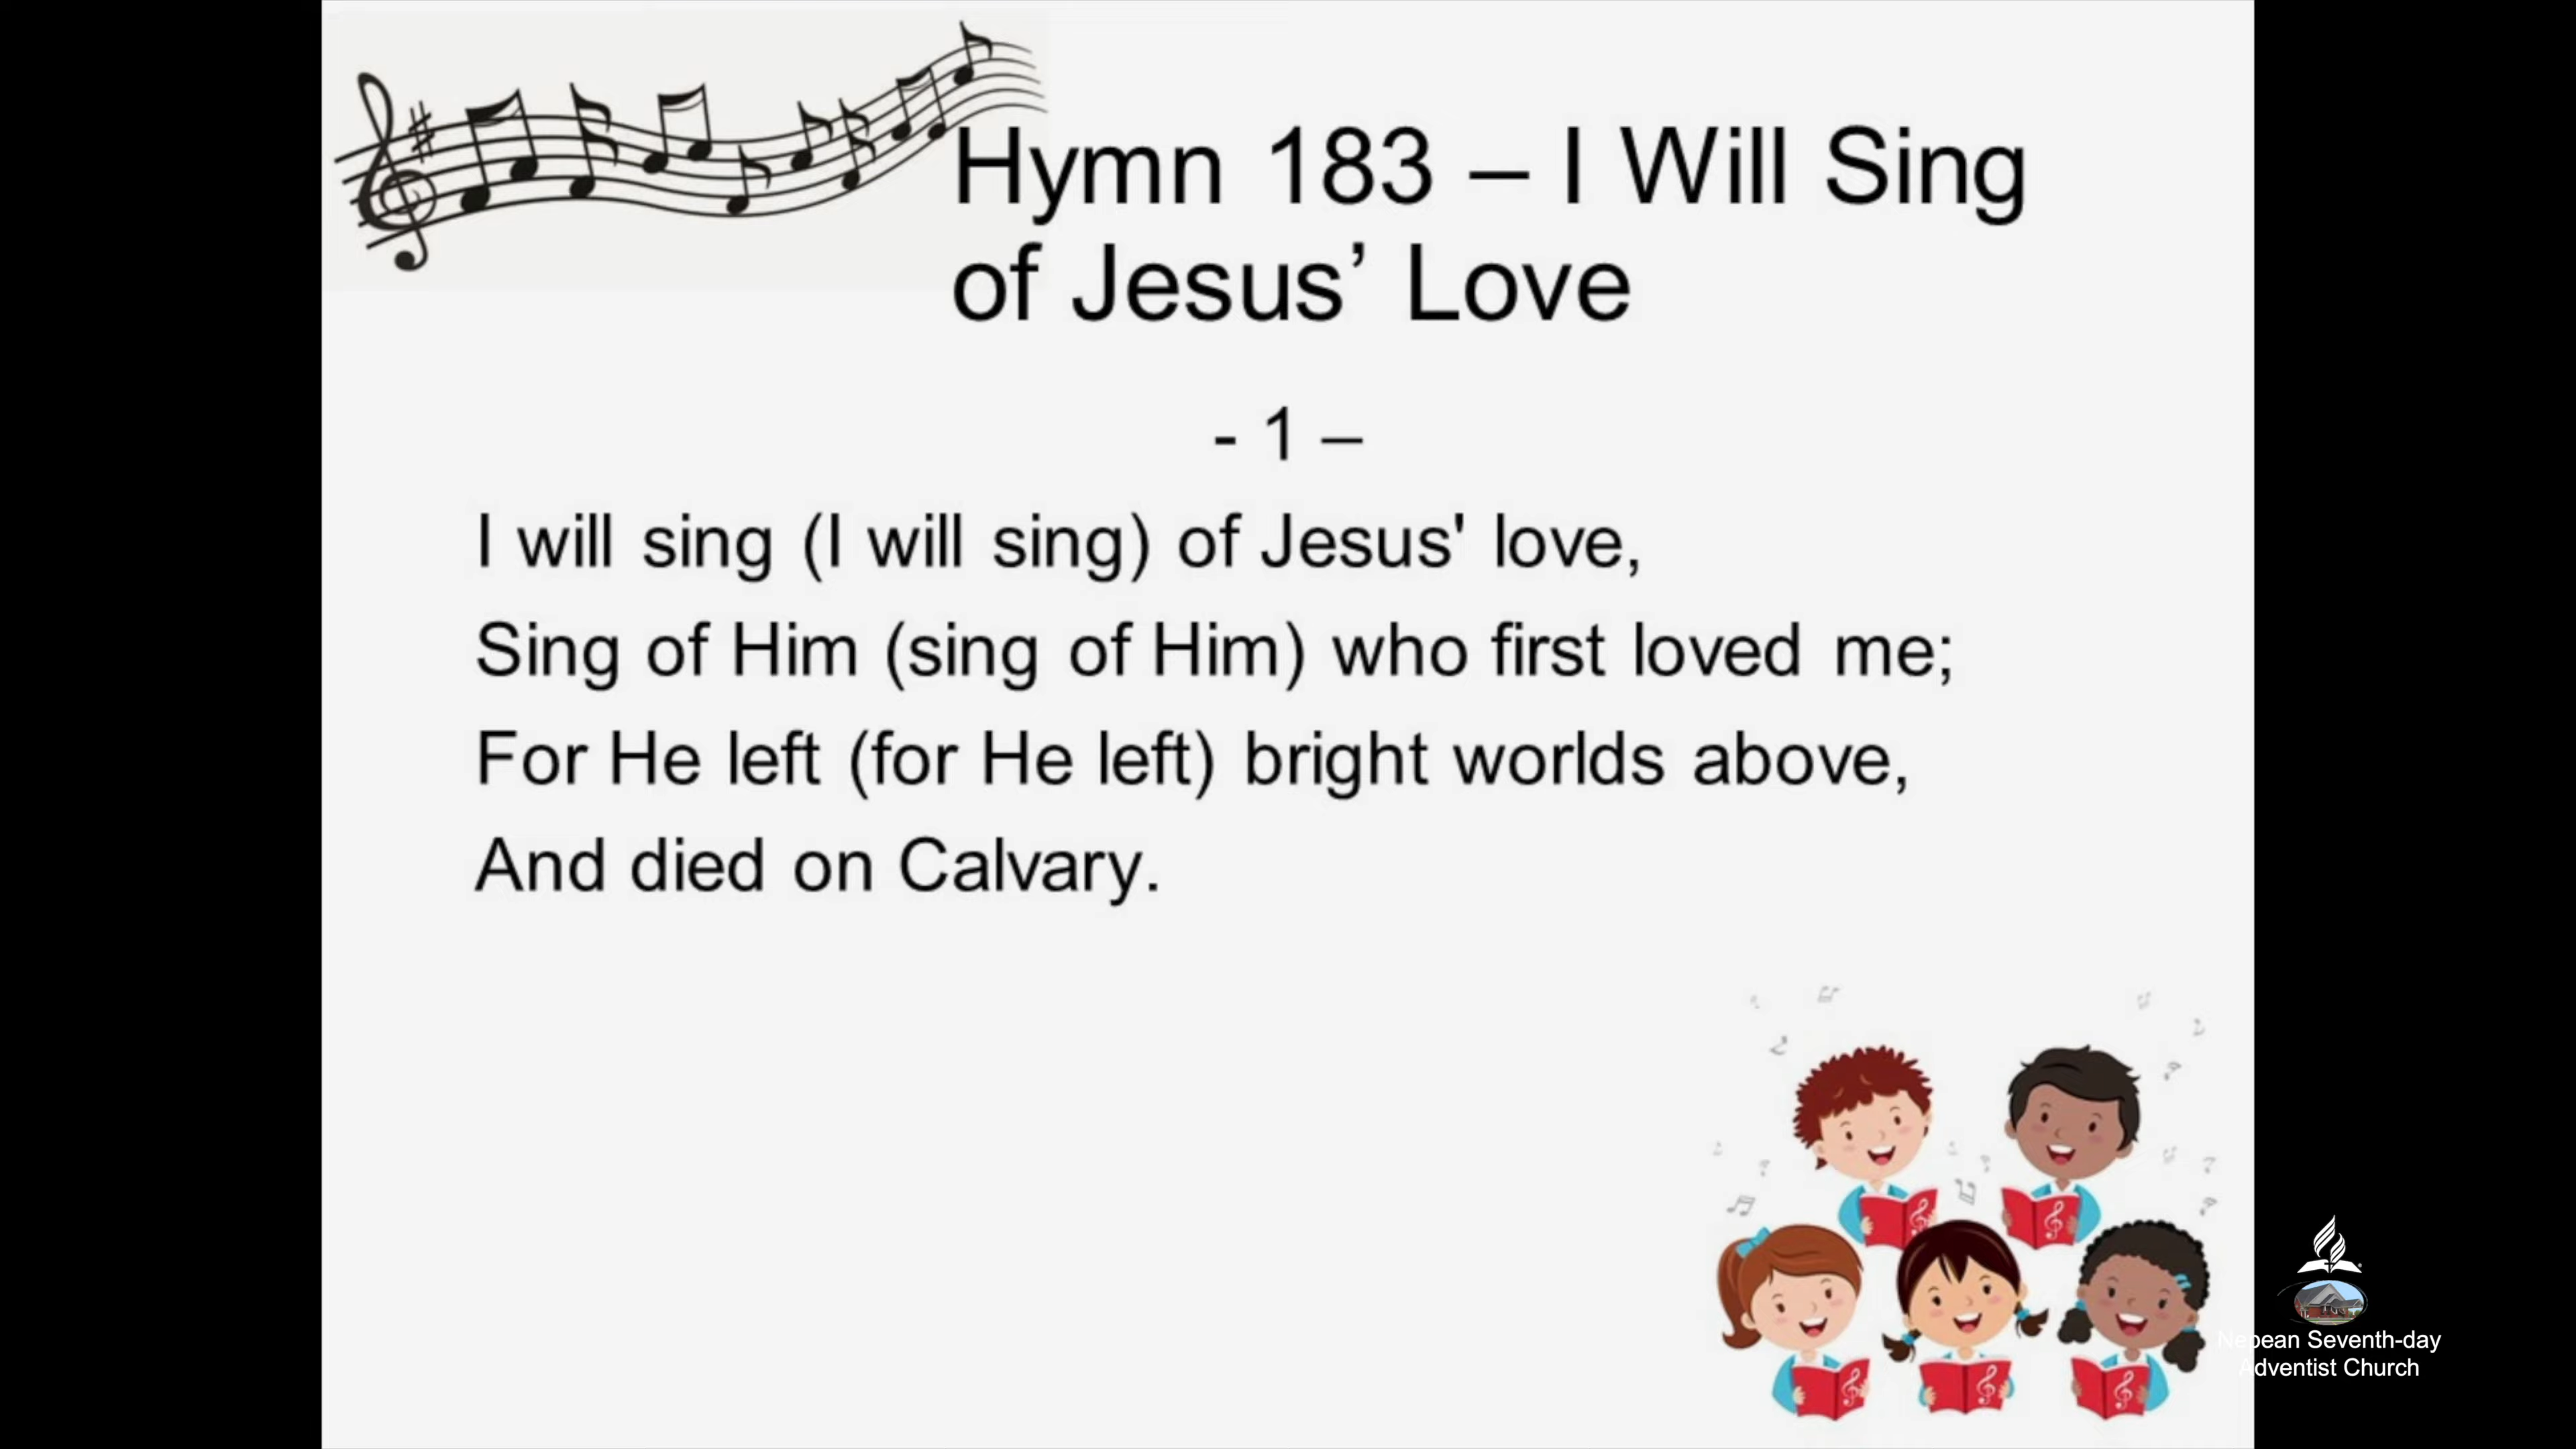 Hymn 183 – I Will Sing
of Jesus’ Love
- 1 –
I will sing (I will sing) of Jesus' love,
Sing of Him (sing of Him) who first loved me;
For He left (for He left) bright worlds above,
And died on Calvary.
Nepean Seventh-day
Adventist Church